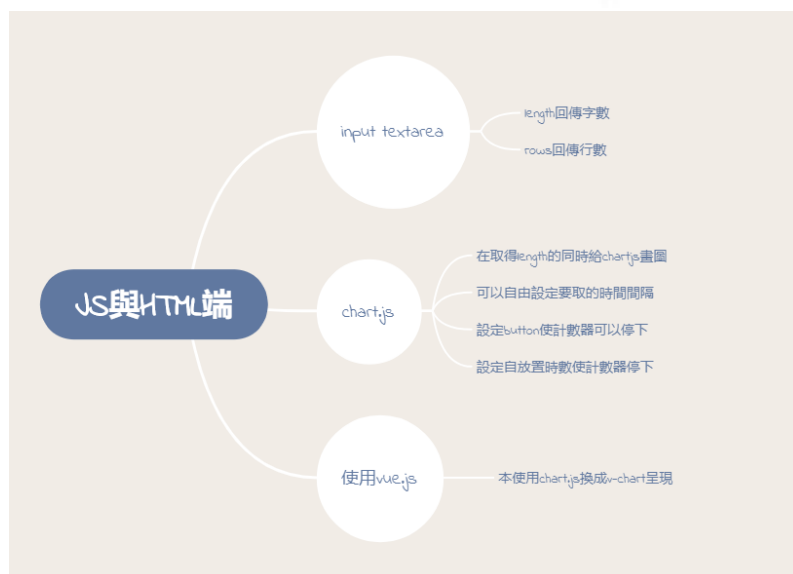 JS與HTML端
input textarea
length回傳字數
rows回傳行數
chart.js
在取得length的同時給chartjs畫圖
可以自由設定要取的時間間隔
設定button使計數器可以停下
設定自放置時數使計數器停下
使用vue.js
本使用chart.js換成v-chart呈現